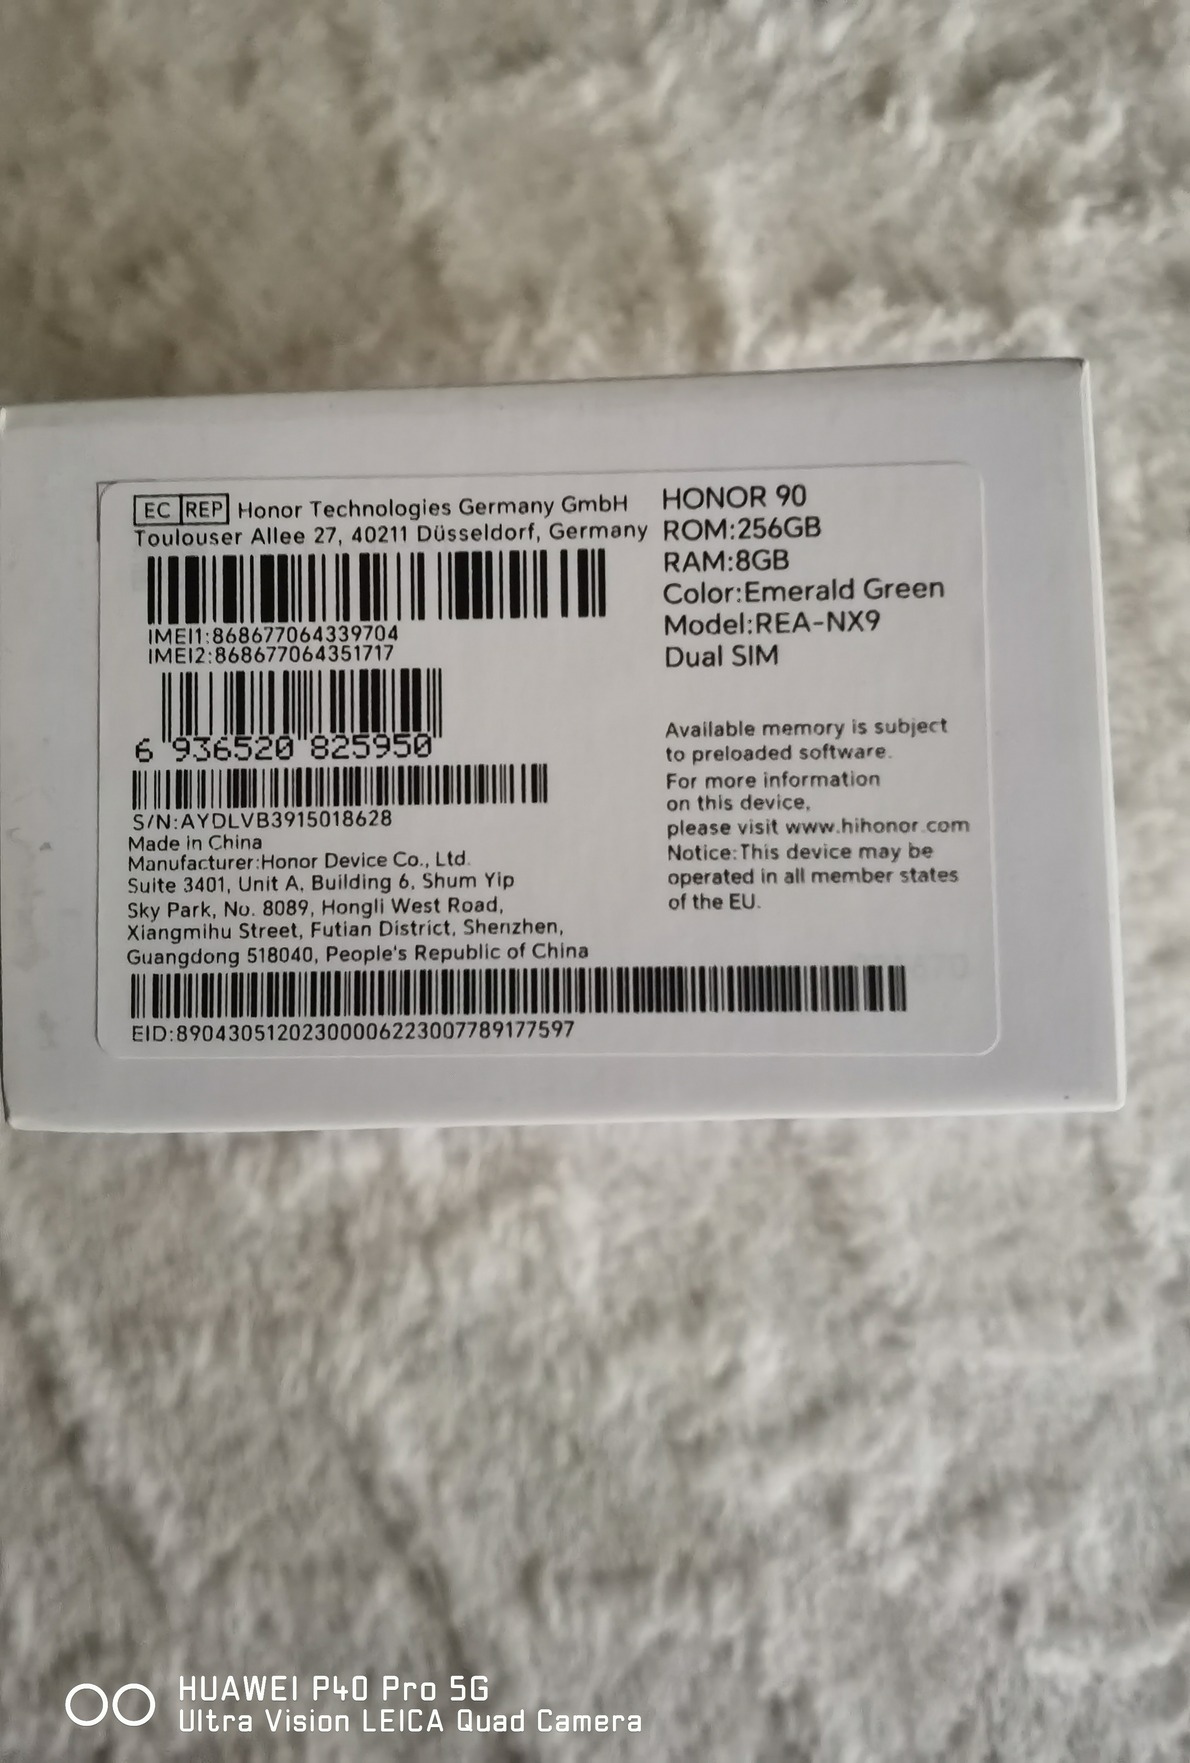 EC REP Honor Technologies Germany GmbH
Toulouser Allee 27, 40211 Düsseldorf, Germany
IMEI1:868677064339704
IMEI2:868677064351717
6 936520 825950
S/N:AYDLVB3915018628
Made in China
Manufacturer:Honor Device Co., Ltd.
Suite 3401, Unit A, Building 6, Shum Yip
Sky Park, No. 8089, Hongli West Road,
Xiangmihu Street, Futian District, Shenzhen,
Guangdong 518040, People's Republic of China
EID:89043051202300006223007789177597
HONOR 90
ROM:256GB
RAM:8GB
Color:Emerald Green
Model:REA-NX9
Dual SIM
Available memory is subject
to preloaded software.
For more information
on this device,
please visit www.hihonor.com
Notice:This device may be
operated in all member states
of the EU.
HUAWEI P40 Pro 5G
Ultra Vision LEICA Quad Camera